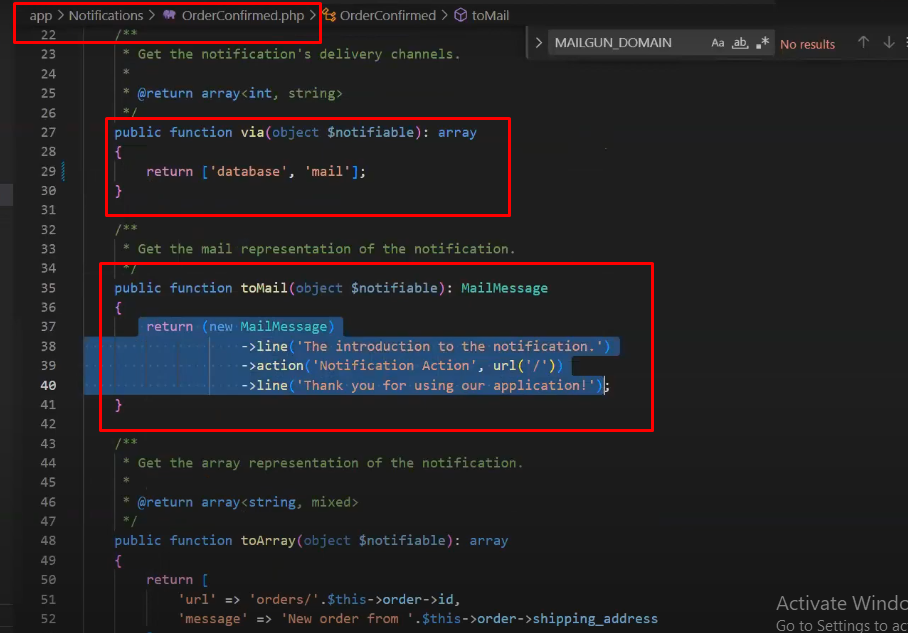 app > Notifications > OrderConfirmed.php > OrderConfirmed > toMail
MAILGUN_DOMAIN Aa ab .* No results
22 /**
23 * Get the notification's delivery channels.
24 *
25 * @return array<int, string>
26 */
27 public function via(object $notifiable): array
28 {
29 return ['database', 'mail'];
30 }
31
32 /**
33 * Get the mail representation of the notification.
34 */
35 public function toMail(object $notifiable): MailMessage
36 {
37 return (new MailMessage)
38 ->line('The introduction to the notification.')
39 ->action('Notification Action', url('/'))
40 ->line('Thank you for using our application!');
41 }
42
43 /**
44 * Get the array representation of the notification.
45 *
46 * @return array<string, mixed>
47 */
48 public function toArray(object $notifiable): array
49 {
50 return [
51 'url' => 'orders/'.$this->order->id,
52 'message' => 'New order from '.$this->order->shipping_address
Activate Windo
Go to Settings to ac